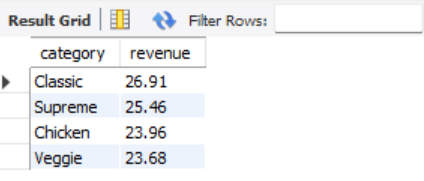 Result Grid Filter Rows:
category revenue
Classic 26.91
Supreme 25.46
Chicken 23.96
Veggie 23.68